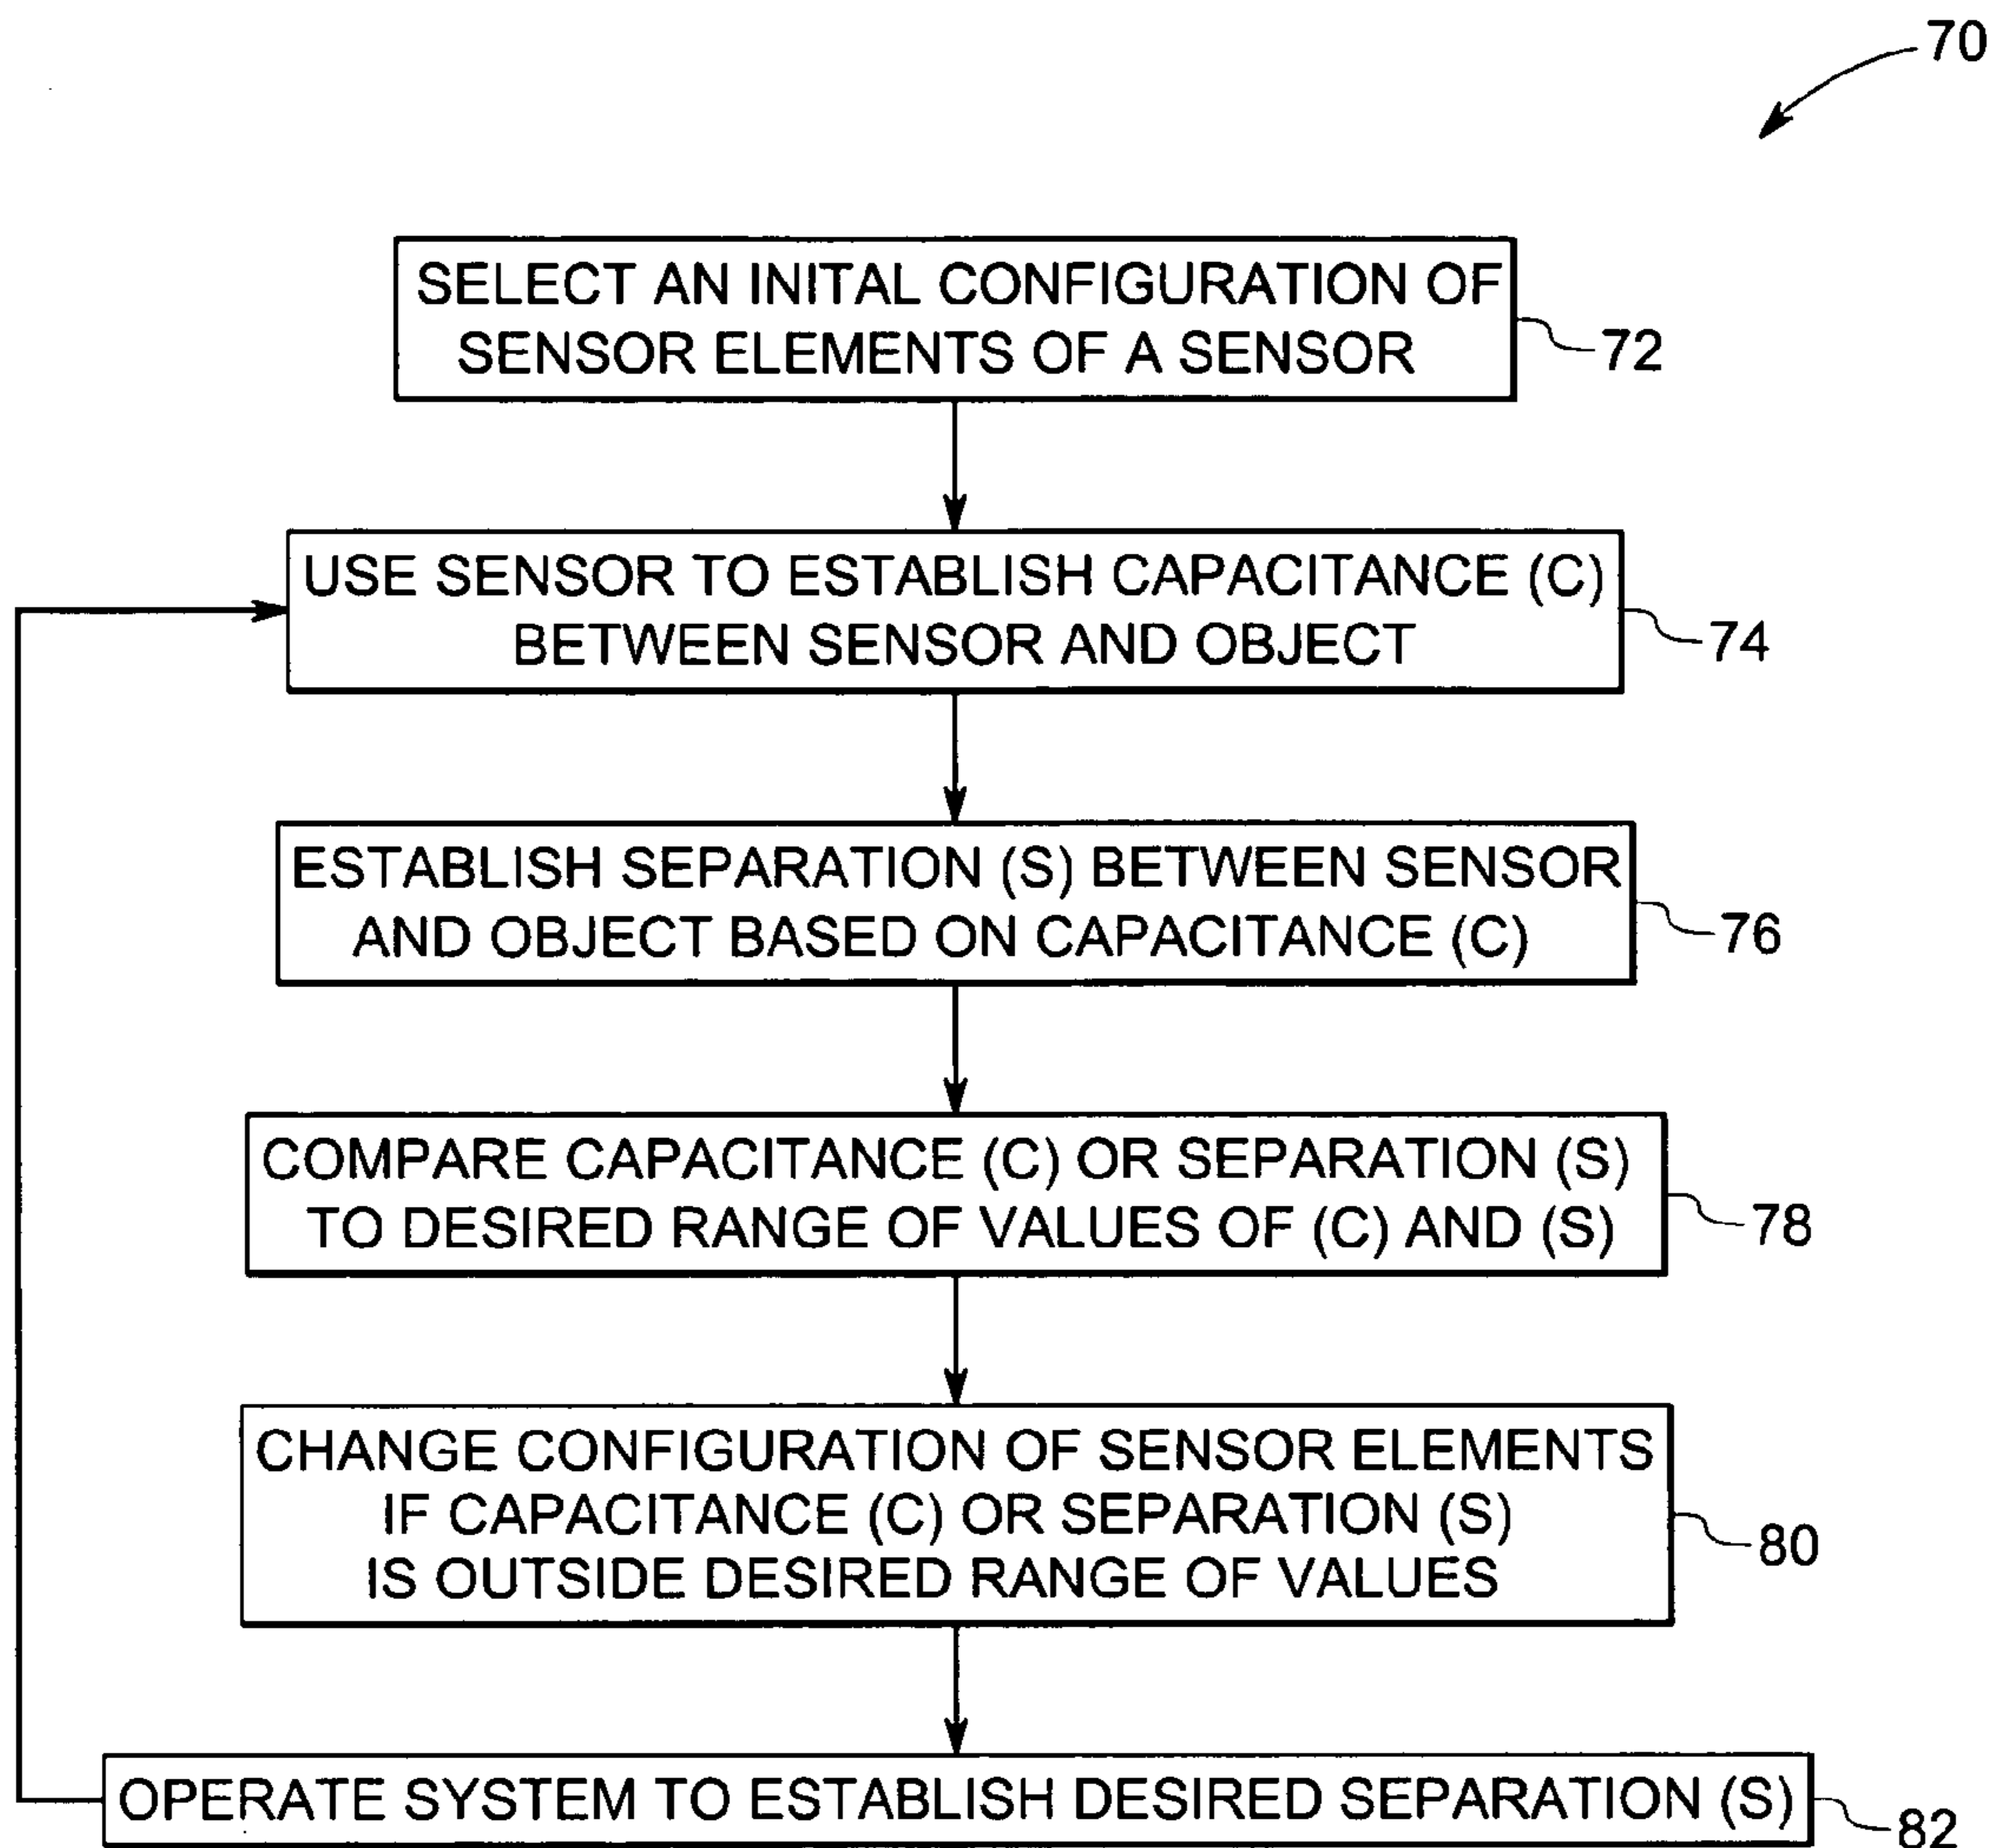 70
SELECT AN INITAL CONFIGURATION OF
SENSOR ELEMENTS OF A SENSOR
72
USE SENSOR TO ESTABLISH CAPACITANCE (C)
BETWEEN SENSOR AND OBJECT
74
ESTABLISH SEPARATION (S) BETWEEN SENSOR
AND OBJECT BASED ON CAPACITANCE (C)
76
COMPARE CAPACITANCE (C) OR SEPARATION (S)
TO DESIRED RANGE OF VALUES OF (C) AND (S)
78
CHANGE CONFIGURATION OF SENSOR ELEMENTS
IF CAPACITANCE (C) OR SEPARATION (S)
IS OUTSIDE DESIRED RANGE OF VALUES
80
OPERATE SYSTEM TO ESTABLISH DESIRED SEPARATION (S)
82